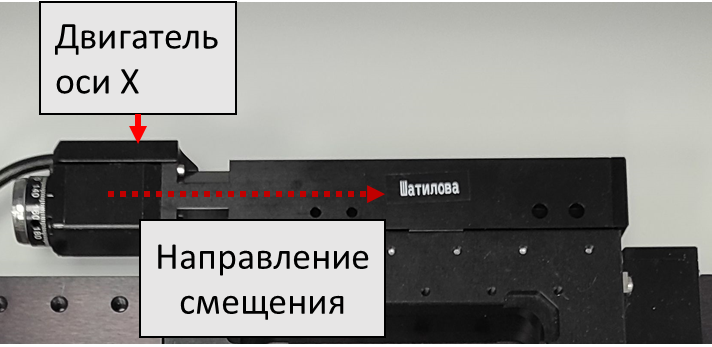 Двигатель
оси X
Шатилова
Направление
смещения